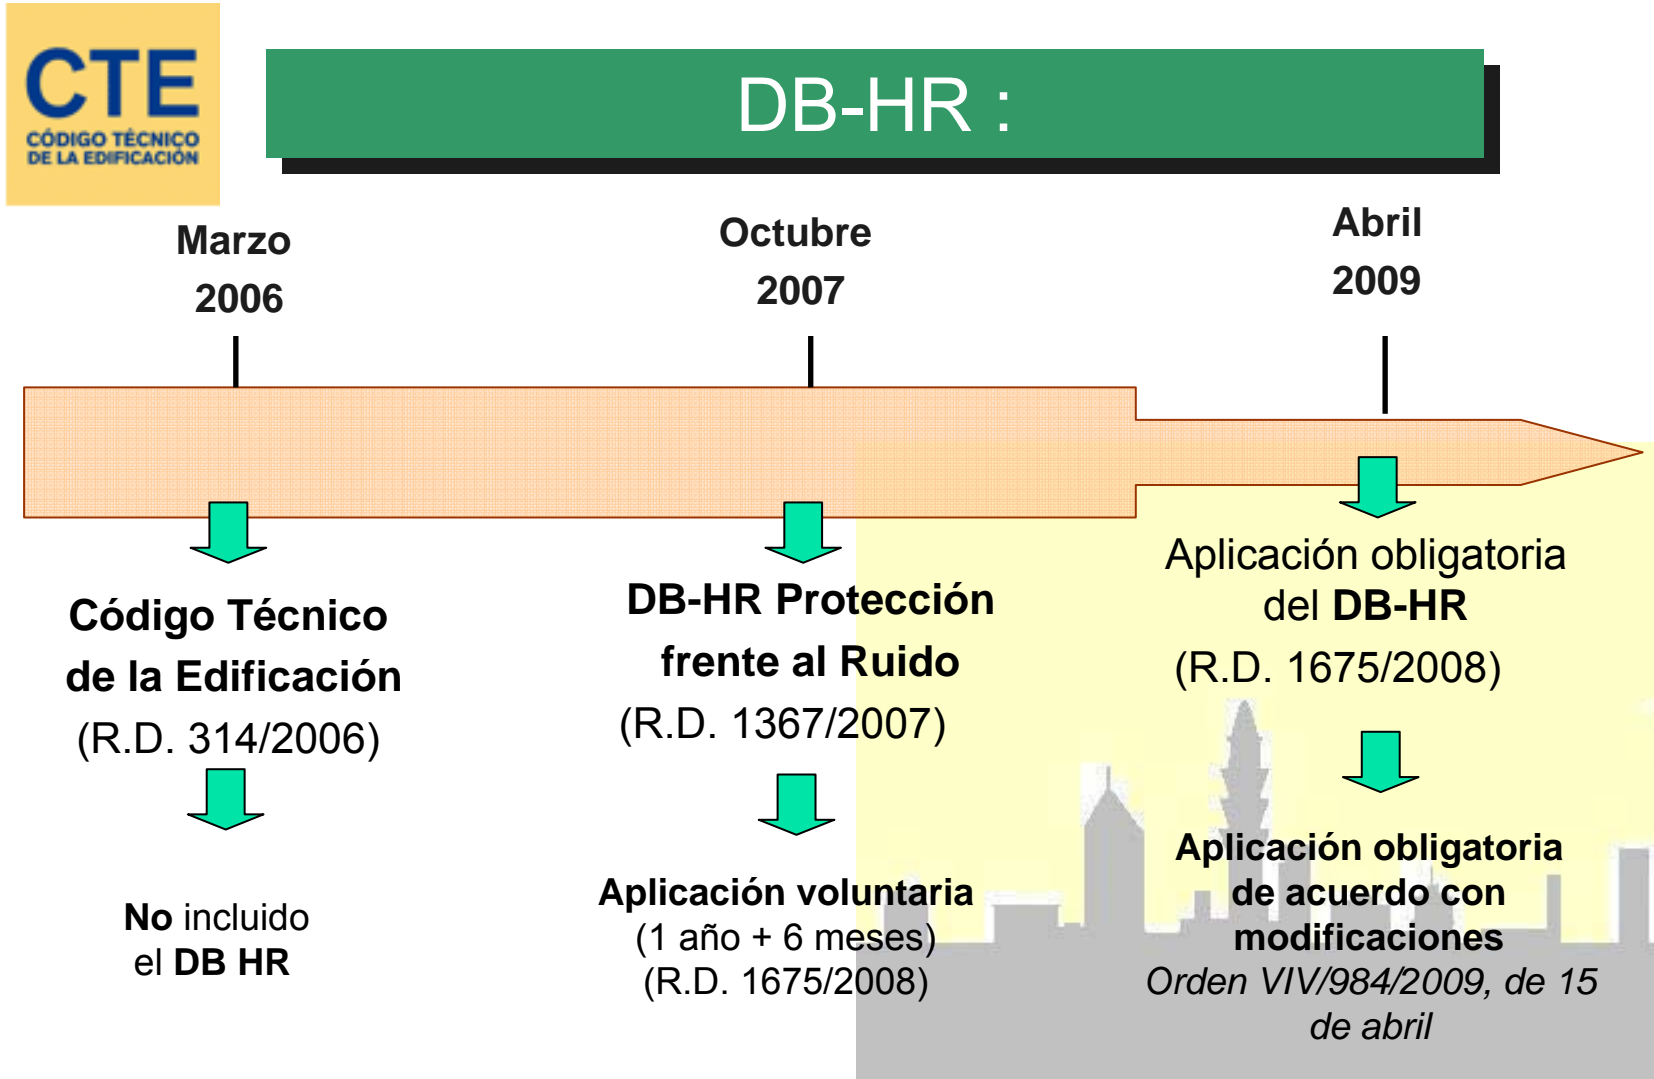 CTE
CÓDIGO TÉCNICO
DE LA EDIFICACIÓN
DB-HR :
Marzo
2006
Octubre
2007
Abril
2009
Código Técnico
de la Edificación
(R.D. 314/2006)
No incluido
el DB HR
DB-HR Protección
frente al Ruido
(R.D. 1367/2007)
Aplicación voluntaria
(1 año + 6 meses)
(R.D. 1675/2008)
Aplicación obligatoria
del DB-HR
(R.D. 1675/2008)
Aplicación obligatoria
de acuerdo con
modificaciones
Orden VIV/984/2009, de 15
de abril